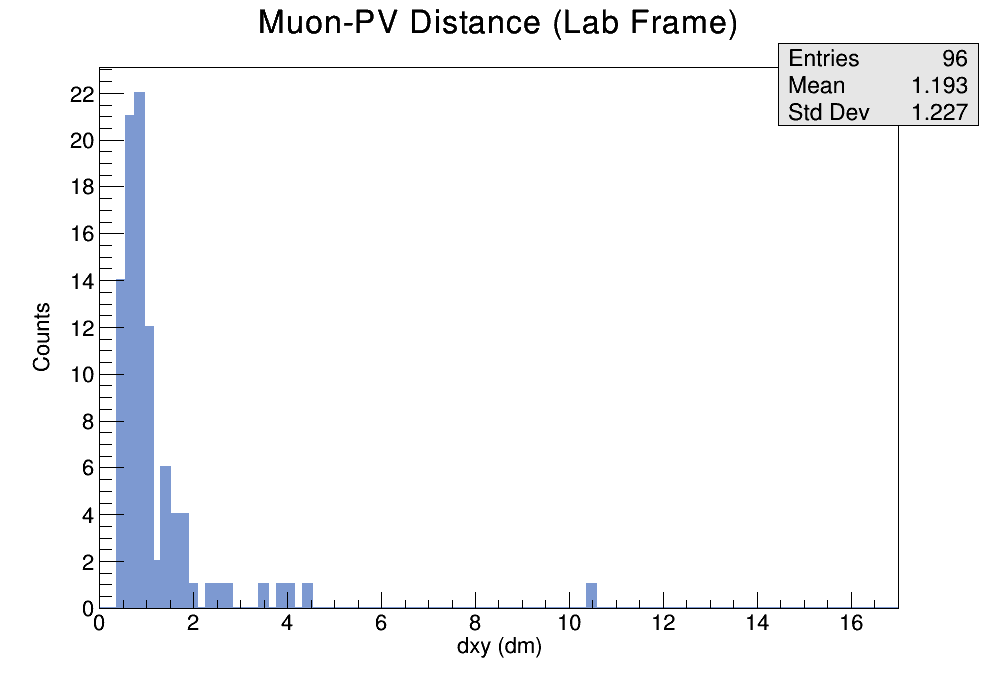 Muon-PV Distance (Lab Frame)
Entries 96
Mean 1.193
Std Dev 1.227
22
20
18
16
14
12
10
8
6
4
2
0
Counts
0 2 4 6 8 10 12 14 16
dxy (dm)